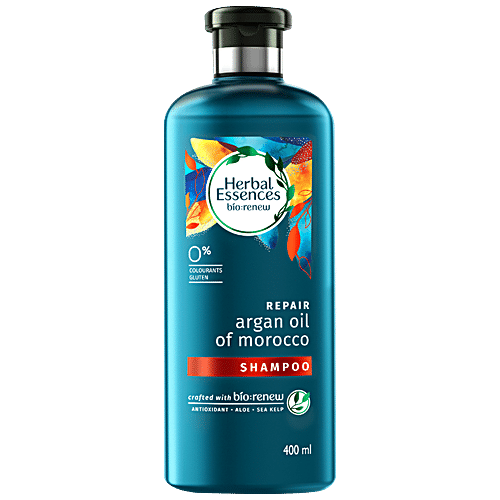 Herbal
Essences
bio:renew
0%
COLOURANTS
GLUTEN
REPAIR
argan oil
of morocco
SHAMPOO
crafted with bio:renew
ANTIOXIDANT • ALOE • SEA KELP
400 ml